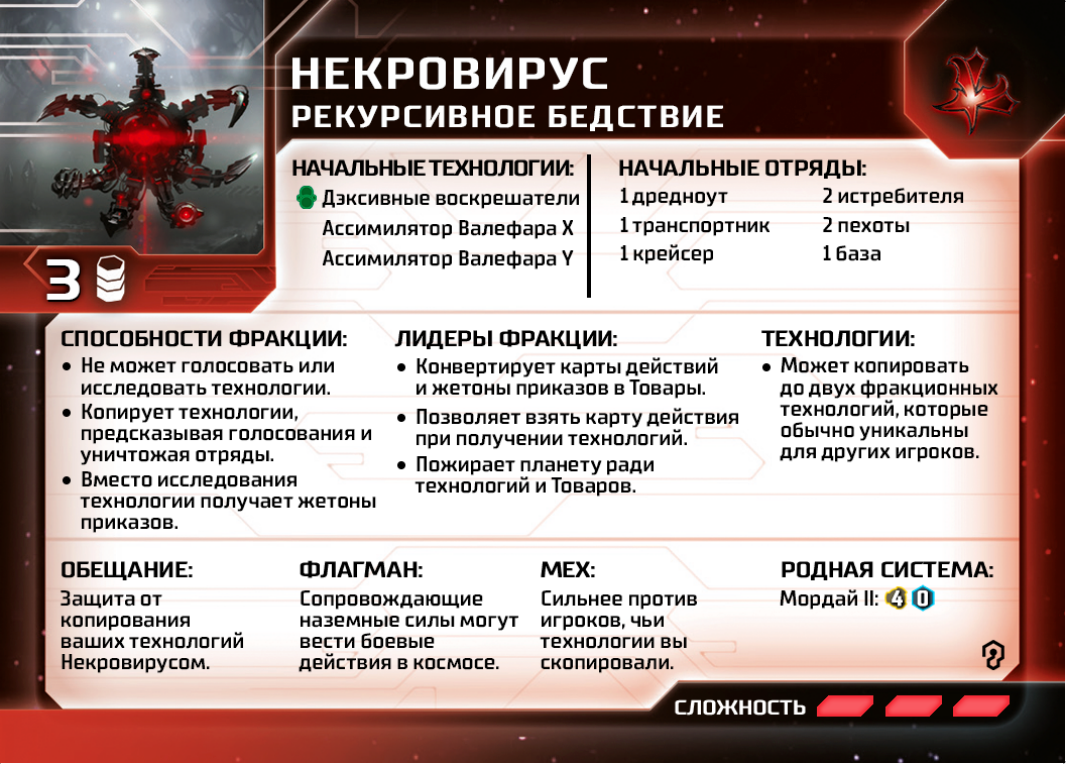 НЕКРОВИРУС
РЕКУРСИВНОЕ БЕДСТВИЕ
3
НАЧАЛЬНЫЕ ТЕХНОЛОГИИ:
Дэксивные воскрешатели
Ассимилятор Валефара X
Ассимилятор Валефара Y
НАЧАЛЬНЫЕ ОТРЯДЫ:
1 дредноут
1 транспортник
1 крейсер
2 истребителя
2 пехоты
1 база
СПОСОБНОСТИ ФРАКЦИИ:
• Не может голосовать или
исследовать технологии.
• Копирует технологии,
предсказывая голосования и
уничтожая отряды.
• Вместо исследования
технологии получает жетоны
приказов.
ЛИДЕРЫ ФРАКЦИИ:
• Конвертирует карты действий
и жетоны приказов в Товары.
• Позволяет взять карту действия
при получении технологий.
• Пожирает планету ради
технологий и Товаров.
ТЕХНОЛОГИИ:
• Может копировать
до двух фракционных
технологий, которые
обычно уникальны
для других игроков.
ОБЕЩАНИЕ:
Защита от
копирования
ваших технологий
Некровирусом.
ФЛАГМАН:
Сопровождающие
наземные силы могут
вести боевые
действия в космосе.
МЕХ:
Сильнее против
игроков, чьи
технологии вы
скопировали.
РОДНАЯ СИСТЕМА:
Мордай II: 4 0
СЛОЖНОСТЬ